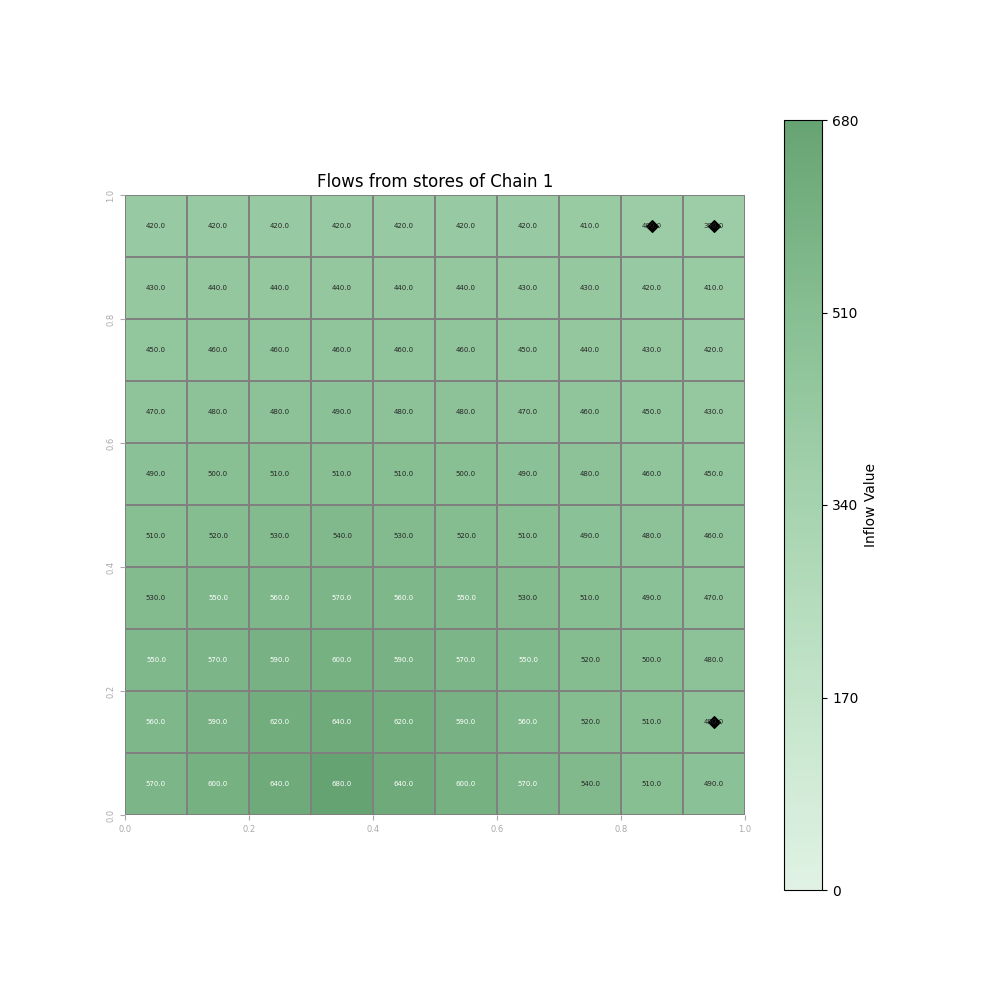 680
Flows from stores of Chain 1
1.0
420.0 420.0 420.0 420.0 420.0 420.0 420.0 410.0
430.0 440.0 440.0 440.0 440.0 440.0 430.0 430.0 420.0 410.0
510
0.8
450.0 460.0 460.0 460.0 460.0 460.0 450.0 440.0 430.0 420.0
470.0 480.0 480.0 490.0 480.0 480.0 470.0 460.0 450.0 430.0
0.6
490.0 500.0 510.0 510.0 510.0 500.0 490.0 480.0 460.0 450.0
Inflow Value
340
510.0 520.0 530.0 540.0 530.0 520.0 510.0 490.0 480.0 460.0
0.4
530.0 550.0 560.0 570.0 560.0 550.0 530.0 510.0 490.0 470.0
550.0 570.0 590.0 600.0 590.0 570.0 550.0 520.0 500.0 480.0
0.2
170
560.0 590.0 620.0 640.0 620.0 590.0 560.0 520.0 510.0
570.0 600.0 640.0 680.0 640.0 600.0 570.0 540.0 510.0 490.0
0.0
0.0 0.2 0.4 0.6 0.8 1.0
0